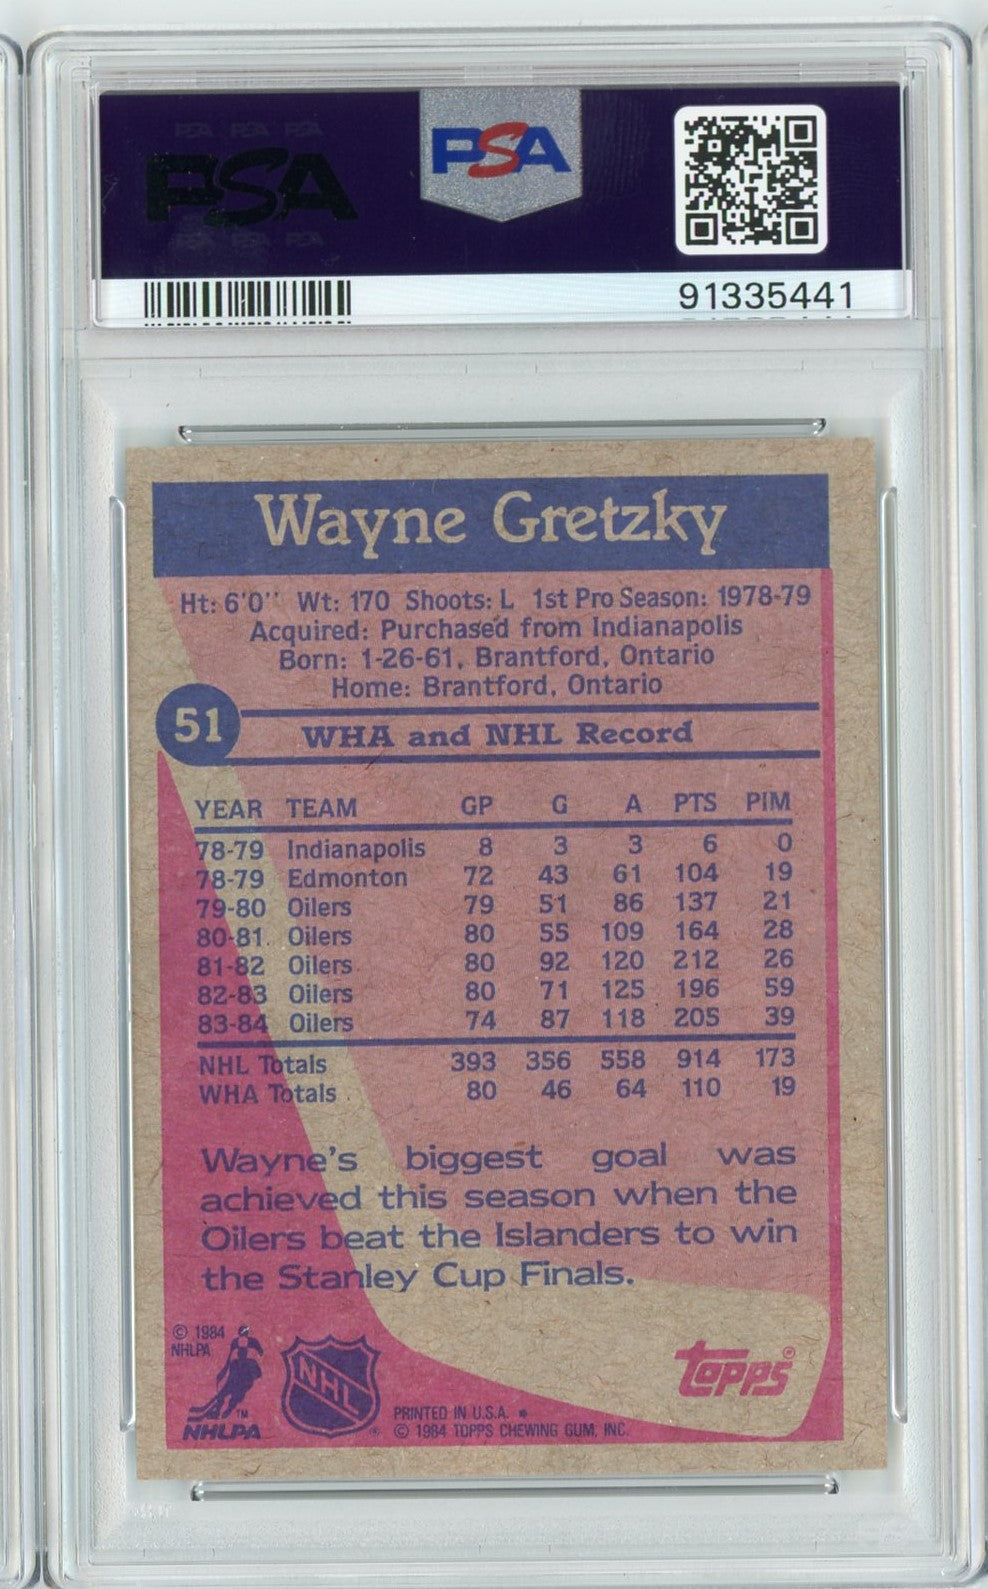 PSA PSA PSA
PSA
PSA PSA PSA
PSA
91335441
Wayne Gretzky
Ht: 6'0" Wt: 170 Shoots: L 1st Pro Season: 1978-79
Acquired: Purchased from Indianapolis
Born: 1-26-61, Brantford, Ontario
Home: Brantford, Ontario
51
WHA and NHL Record
YEAR TEAM GP G A PTS PIM
78-79 Indianapolis 8 3 3 6 0
78-79 Edmonton 72 43 61 104 19
79-80 Oilers 79 51 86 137 21
80-81 Oilers 80 55 109 164 28
81-82 Oilers 80 92 120 212 26
82-83 Oilers 80 71 125 196 59
83-84 Oilers 74 87 118 205 39
NHL Totals 393 356 558 914 173
WHA Totals 80 46 64 110 19
Wayne's biggest goal was
achieved this season when the
Oilers beat the Islanders to win
the Stanley Cup Finals.
© 1984
NHLPA
TM
NHLPA
NHL
®
PRINTED IN U.S.A. *
© 1984 TOPPS CHEWING GUM, INC.
topps®